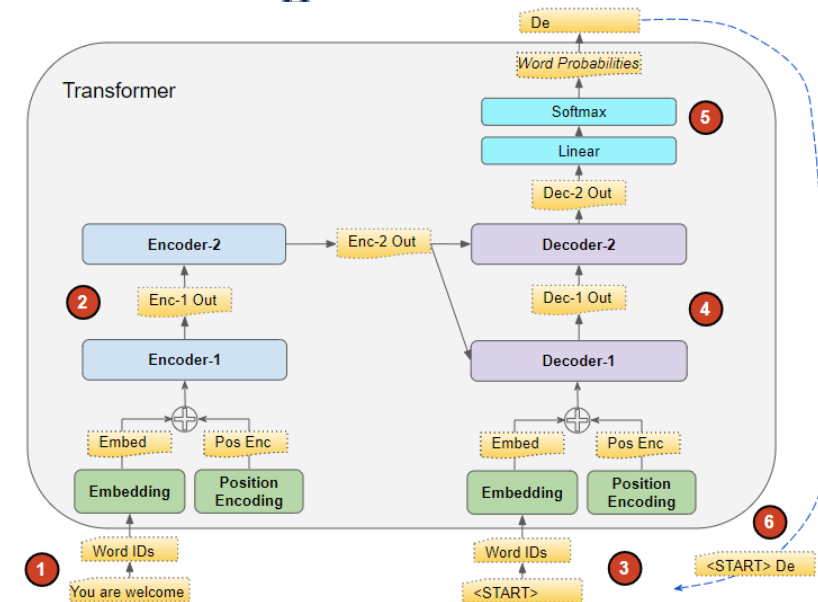 De
Word Probabilities
Transformer
Softmax
5
Linear
Dec-2 Out
Encoder-2
Enc-2 Out
Decoder-2
2
Enc-1 Out
Dec-1 Out
4
Encoder-1
Decoder-1
Embed
Pos Enc
Embed
Pos Enc
Embedding
Position
Encoding
Embedding
Position
Encoding
6
1
Word IDs
Word IDs
3
<START> De
You are welcome
<START>